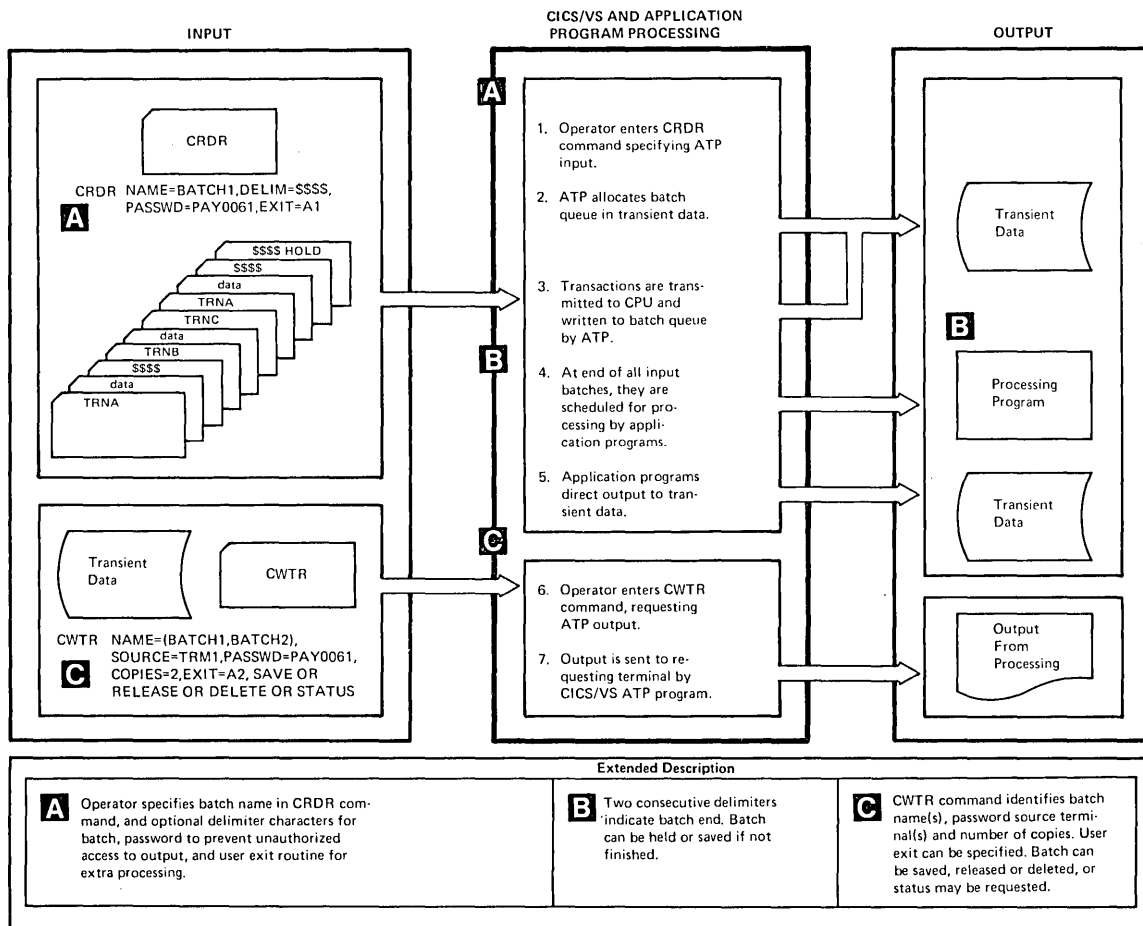 INPUT
CICS/VS AND APPLICATION
PROGRAM PROCESSING
OUTPUT
CRDR
CRDR NAME=BATCH1,DELIM=$$$$,
PASSWD=PAY0061,EXIT=A1
A
$$$$ HOLD
$$$$
data
TRNA
TRNC
data
TRNB
$$$$
data
TRNA
Transient
Data
CWTR
CWTR NAME=(BATCH1,BATCH2),
SOURCE=TRM1,PASSWD=PAY0061,
COPIES=2,EXIT=A2, SAVE OR
RELEASE OR DELETE OR STATUS
C
A
1. Operator enters CRDR
command specifying ATP
input.
2. ATP allocates batch
queue in transient data.
3. Transactions are trans-
mitted to CPU and
written to batch queue
by ATP.
B
4. At end of all input
batches, they are
scheduled for pro-
cessing by appli-
cation programs.
5. Application programs
direct output to tran-
sient data.
C
6. Operator enters CWTR
command, requesting
ATP output.
7. Output is sent to re-
questing terminal by
CICS/VS ATP program.
Transient
Data
B
Processing
Program
Transient
Data
Output
From
Processing
Extended Description
A
Operator specifies batch name in CRDR com-
mand, and optional delimiter characters for
batch, password to prevent unauthorized
access to output, and user exit routine for
extra processing.
B
Two consecutive delimiters
indicate batch end. Batch
can be held or saved if not
finished.
C
CWTR command identifies batch
name(s), password source termi-
nal(s) and number of copies. User
exit can be specified. Batch can
be saved, released or deleted, or
status may be requested.